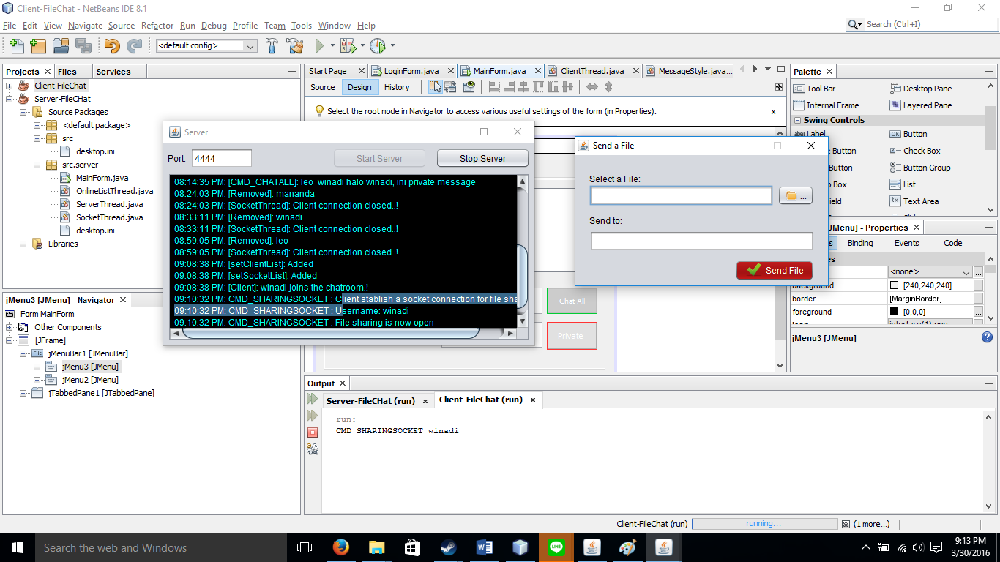 Client-FileChat - NetBeans IDE 8.1
File Edit View Navigate Source Refactor Run Debug Profile Team Tools Window Help
Search (Ctrl+I)
<default config>
Projects Files Services
Client-FileChat
Server-FileCHat
Source Packages
<default package>
src
desktop.ini
src.server
MainForm.java
OnlineListThread.java
ServerThread.java
SocketThread.java
desktop.ini
Libraries
jMenu3 [JMenu] - Navigator
Form MainForm
Other Components
[JFrame]
jMenuBar1 [JMenuBar]
jMenu3 [JMenu]
jMenu2 [JMenu]
jTabbedPane1 [JTabbedPane]
Start Page LoginForm.java MainForm.java ClientThread.java MessageStyle.java...
Source Design History
Select the root node in Navigator to access various useful settings of the form (in Properties). x
Server
Port: 4444 Start Server Stop Server
08:14:35 PM: [CMD_CHATALL]: leo winadi halo winadi, ini private message
08:24:03 PM: [Removed]: mananda
08:24:03 PM: [SocketThread]: Client connection closed..!
08:33:11 PM: [Removed]: winadi
08:33:11 PM: [SocketThread]: Client connection closed..!
08:59:05 PM: [Removed]: leo
08:59:05 PM: [SocketThread]: Client connection closed..!
09:08:38 PM: [setClientList]: Added
09:08:38 PM: [setSocketList]: Added
09:08:38 PM: [Client]: winadi joins the chatroom.!
09:10:32 PM: CMD_SHARINGSOCKET : Client stablish a socket connection for file sha
09:10:32 PM: CMD_SHARINGSOCKET : Username: winadi
09:10:32 PM: CMD_SHARINGSOCKET : File sharing is now open
Send a File
Select a File:
...
Send to:
Send File
Chat All
Private
Palette
Tool Bar Desktop Pane
Internal Frame Layered Pane
Swing Controls
label Label Button
e Button Check Box
Button Button Group
o Box List
ield Text Area
JMenu] - Properties
s Binding Events Code
es
<none> ...
background [240,240,240] ...
border [MarginBorder] ...
foreground [0,0,0] ...
interface(1).png
jMenu3 [JMenu]
Output
Server-FileCHat (run) Client-FileChat (run)
run:
CMD_SHARINGSOCKET winadi
Client-FileChat (run) running... (1 more...)
Search the web and Windows
LINE
9:13 PM
3/30/2016